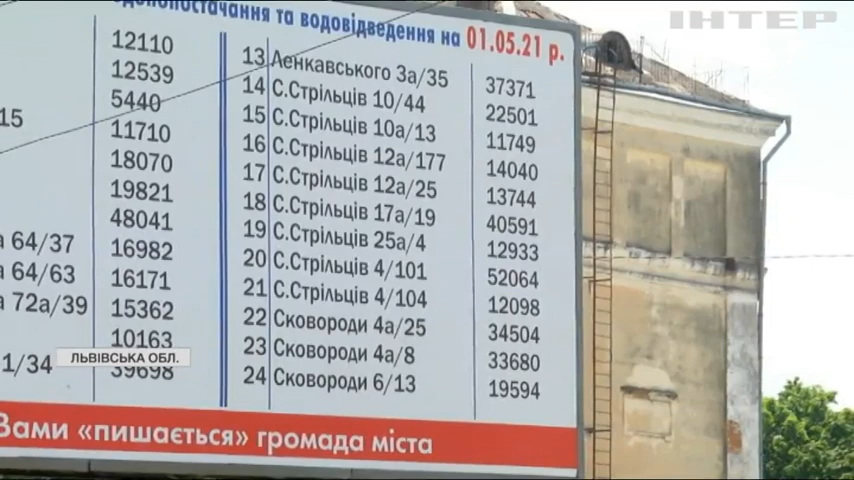 ІНТЕР
водопостачання та водовідведення на 01.05.21 р.
12110
12539
5440
15 11710
18070
19821
48041
а 64/37 16982
а 64/63 16171
а 72а/39 15362
10163
1/34 39698
13 Ленкавського 3а/35 37371
14 С.Стрільців 10/44 22501
15 С.Стрільців 10а/13 11749
16 С.Стрільців 12а/177 14040
17 С.Стрільців 12а/25 13744
18 С.Стрільців 17а/19 40591
19 С.Стрільців 25а/4 12933
20 С.Стрільців 4/101 52064
21 С.Стрільців 4/104 12098
22 Сковороди 4а/25 34504
23 Сковороди 4а/8 33680
24 Сковороди 6/13 19594
ЛЬВІВСЬКА ОБЛ.
Вами «пишається» громада міста